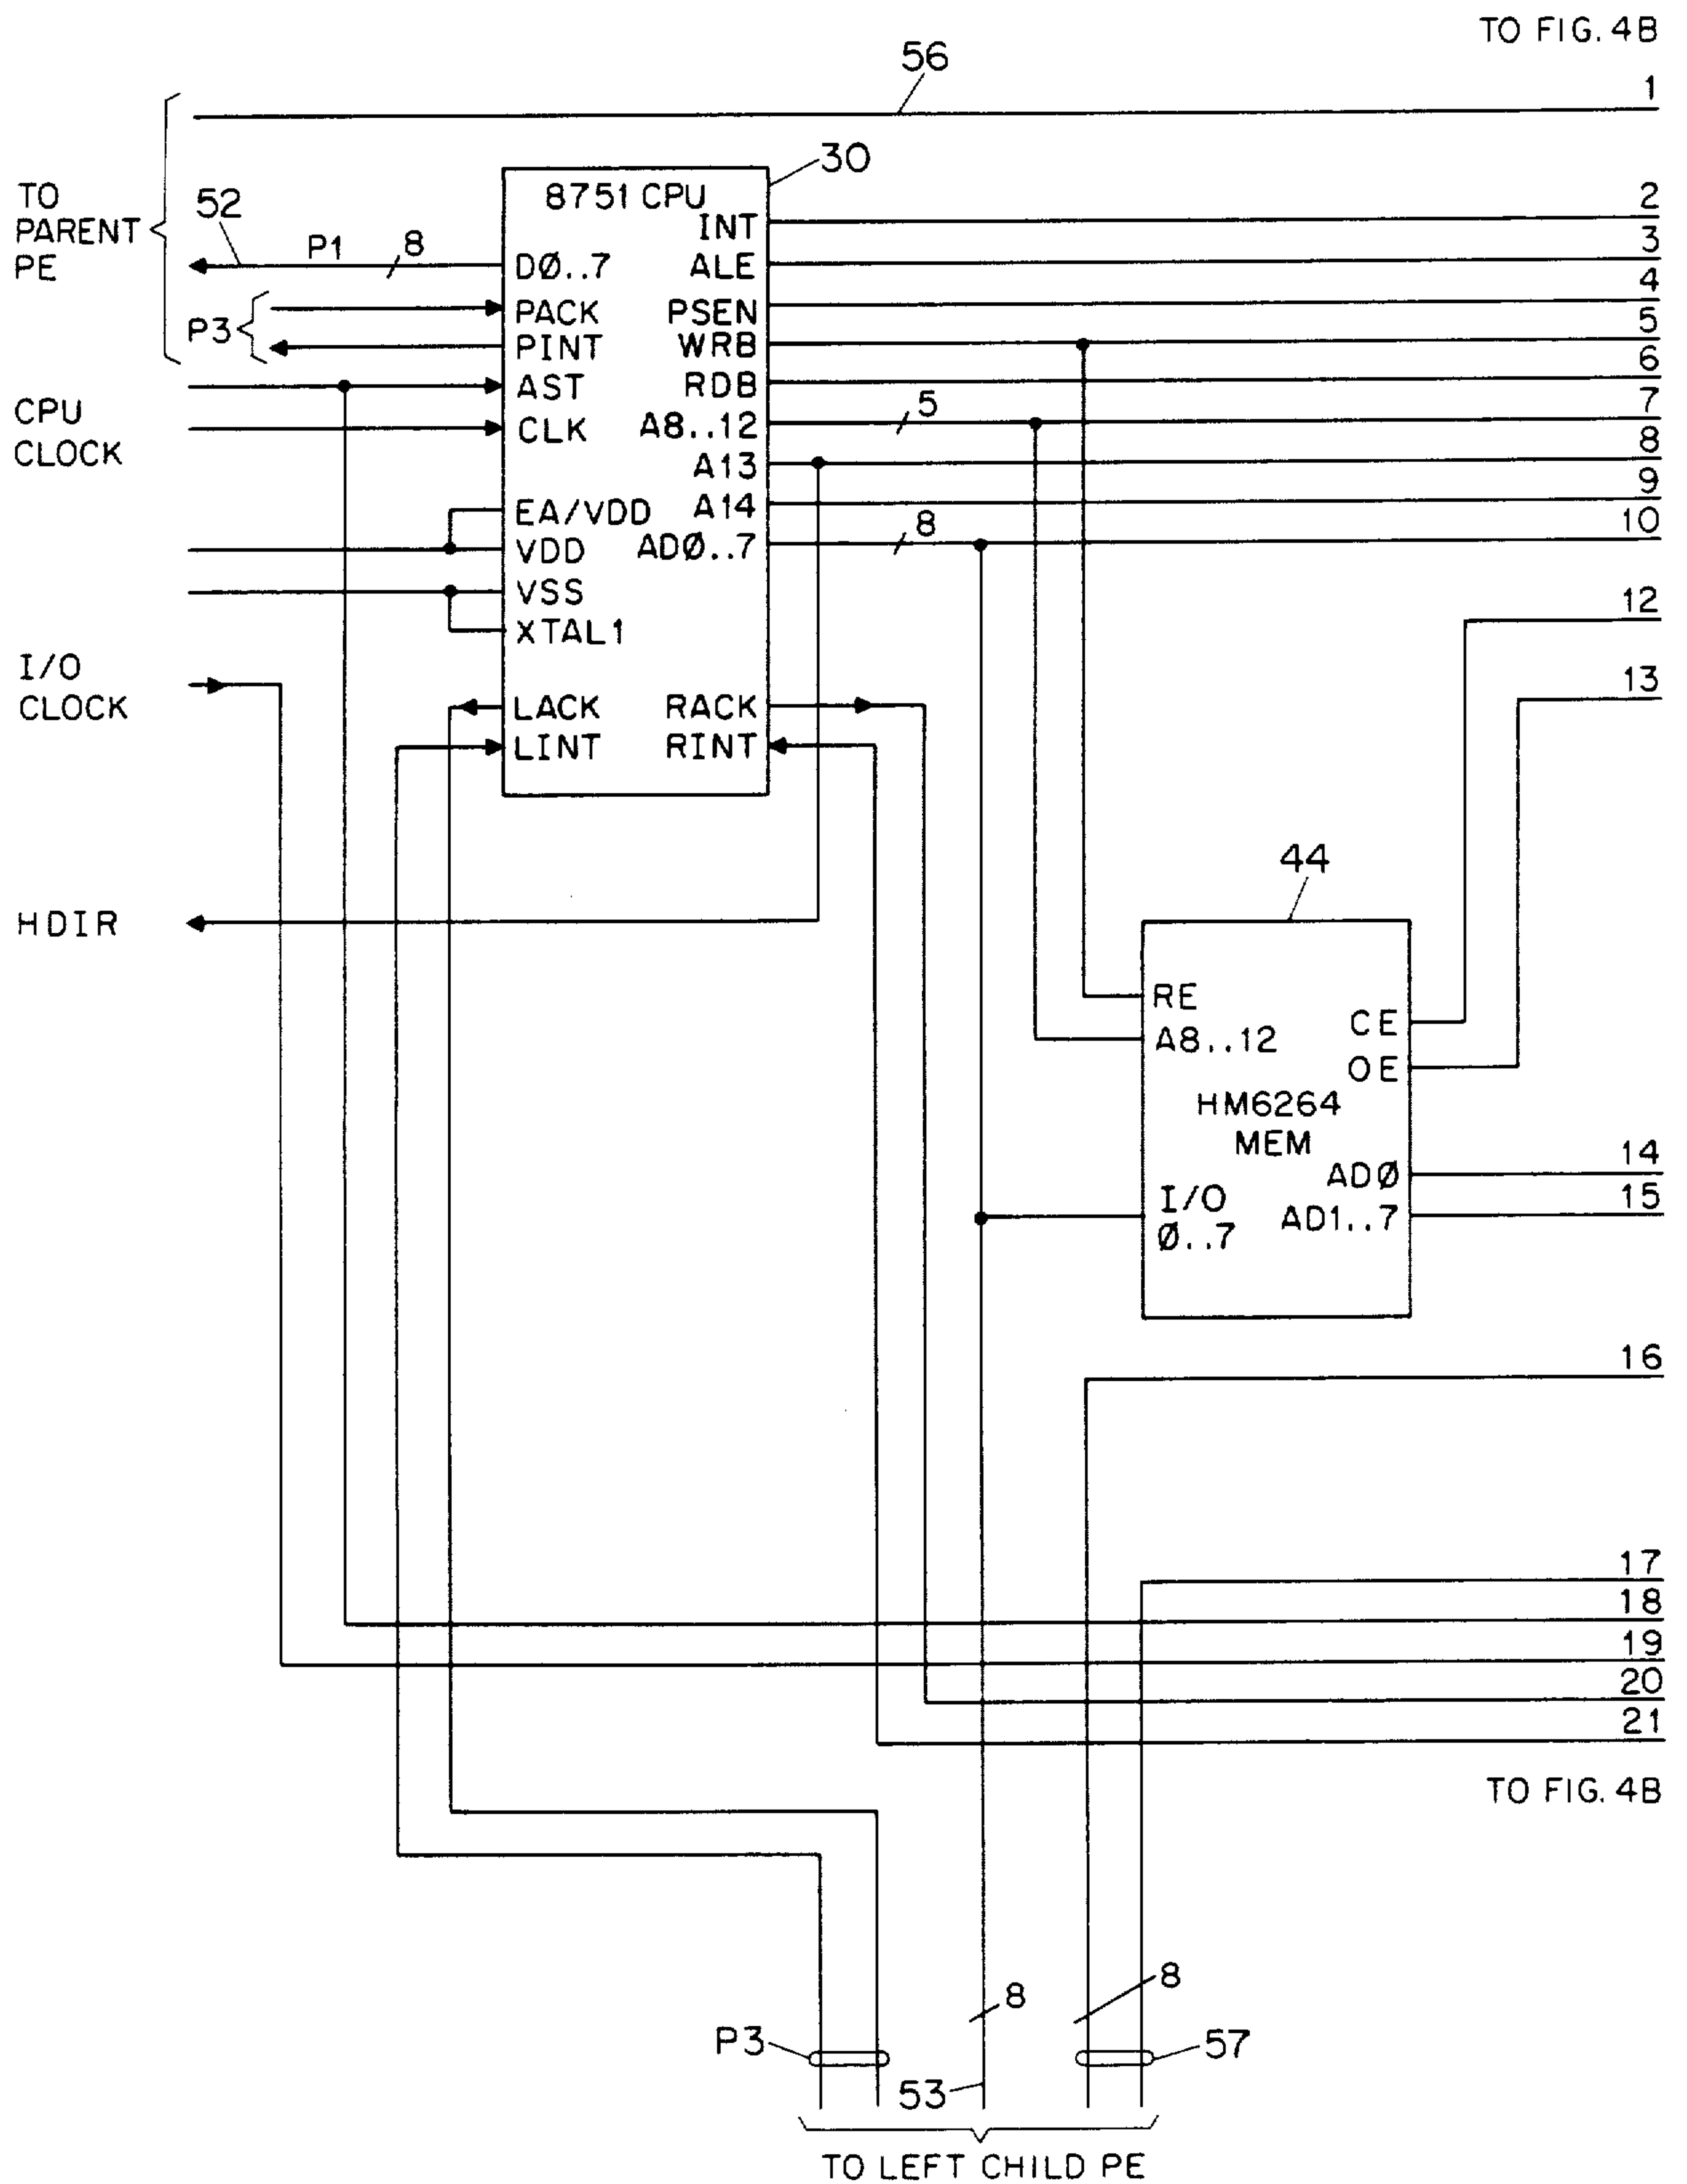 TO FIG. 4B
56
1
30
TO
PARENT
PE
52
P1
8
P3
8751 CPU
INT
2
DØ..7
ALE
3
PACK
PSEN
4
PINT
WRB
5
AST
RDB
6
CPU
CLOCK
CLK
A8..12
5
7
A13
8
EA/VDD
A14
9
VDD
ADØ..7
8
10
VSS
XTAL1
12
I/O
CLOCK
13
LACK
RACK
LINT
RINT
44
HDIR
RE
CE
A8..12
OE
HM6264
MEM
ADØ
14
I/O
Ø..7
AD1..7
15
16
17
18
19
20
21
TO FIG. 4B
8
8
P3
57
53
TO LEFT CHILD PE